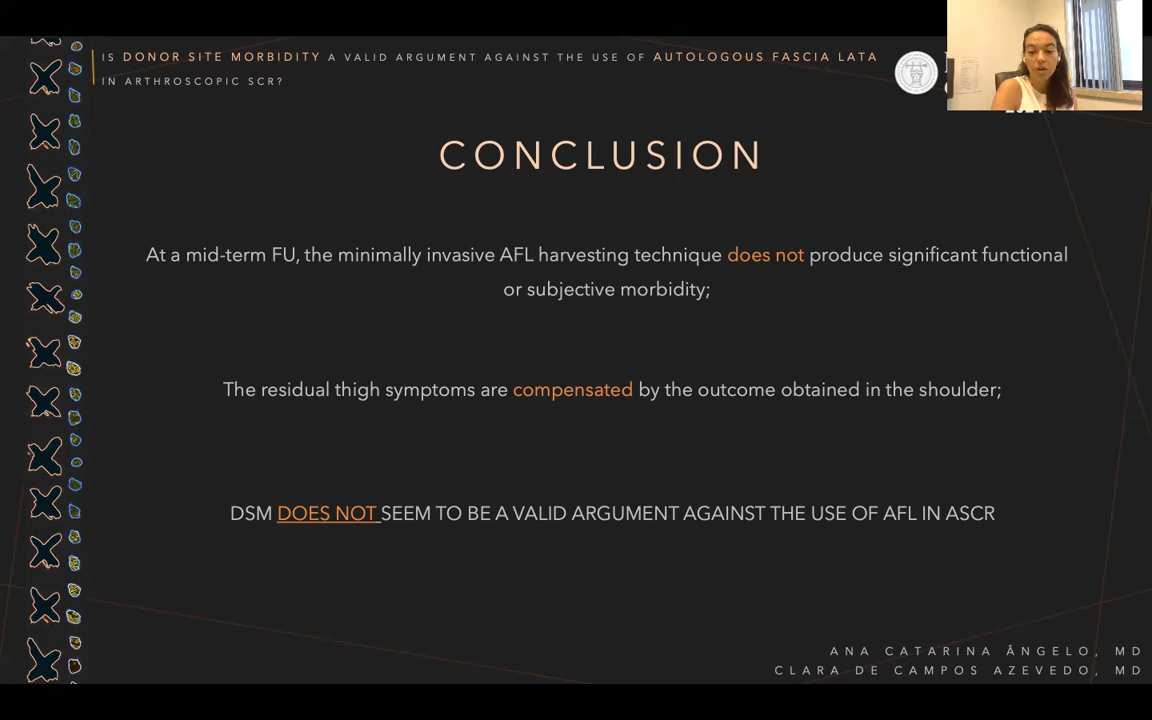 IS DONOR SITE MORBIDITY A VALID ARGUMENT AGAINST THE USE OF AUTOLOGOUS FASCIA LATA
IN ARTHROSCOPIC SCR?
CONCLUSION
At a mid-term FU, the minimally invasive AFL harvesting technique does not produce significant functional
or subjective morbidity;
The residual thigh symptoms are compensated by the outcome obtained in the shoulder;
DSM DOES NOT SEEM TO BE A VALID ARGUMENT AGAINST THE USE OF AFL IN ASCR
ANA CATARINA ÂNGELO, MD
CLARA DE CAMPOS AZEVEDO, MD